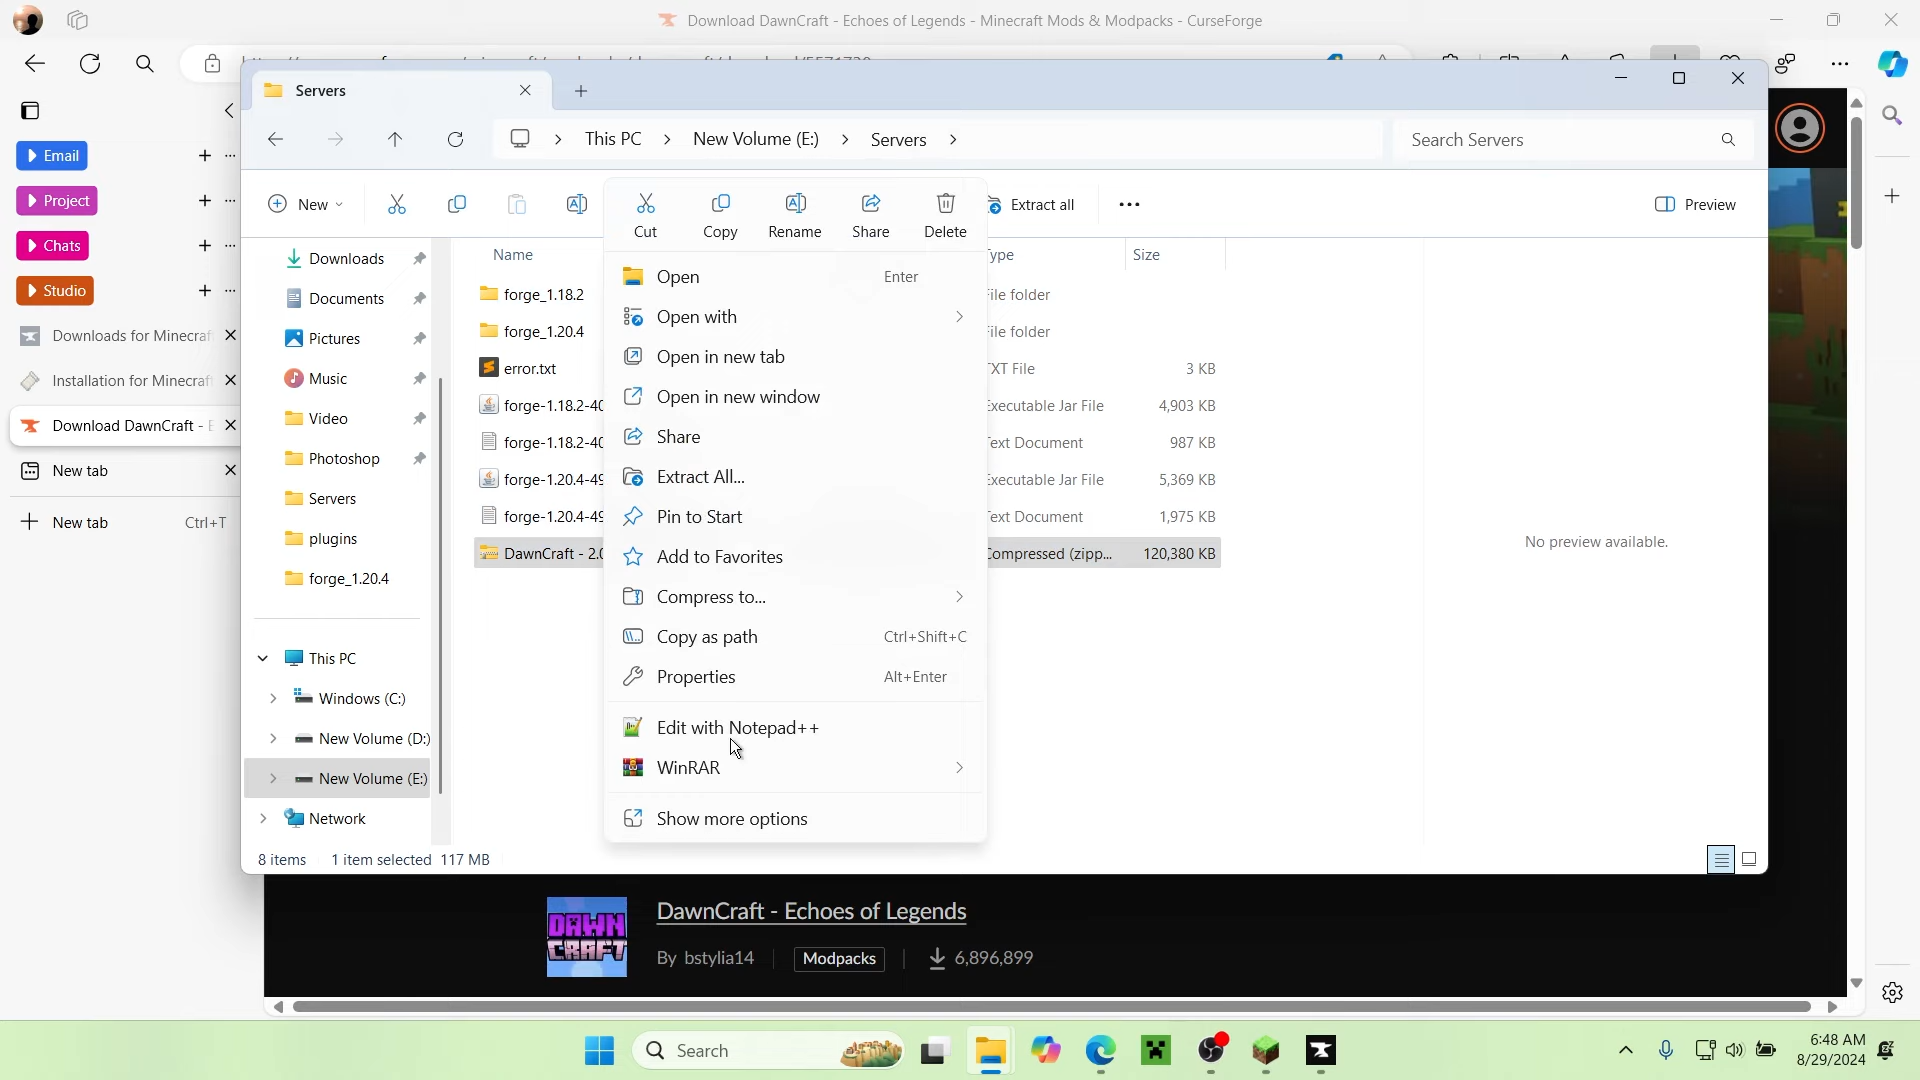 Download DawnCraft - Echoes of Legends - Minecraft Mods & Modpacks - CurseForge
Servers
This PC
New Volume (E:)
Servers
Search Servers
Email
Project
Chats
Studio
Downloads for Minecraf
Installation for Minecraf
Download DawnCraft - E
New tab
New tab
Ctrl+T
New
Extract all
Preview
Cut
Copy
Rename
Share
Delete
Name
ype
Size
Downloads
Documents
Pictures
Music
Video
Photoshop
Servers
plugins
forge_1.20.4
This PC
Windows (C:)
New Volume (D:)
New Volume (E:)
Network
forge_1.18.2
ile folder
forge_1.20.4
ile folder
error.txt
TXT File
3 KB
forge-1.18.2-40
Executable Jar File
4,903 KB
forge-1.18.2-40
Text Document
987 KB
forge-1.20.4-49
Executable Jar File
5,369 KB
forge-1.20.4-49
Text Document
1,975 KB
DawnCraft - 2.0
Compressed (zipp...
120,380 KB
Open
Enter
Open with
Open in new tab
Open in new window
Share
Extract All...
Pin to Start
Add to Favorites
Compress to...
Copy as path
Ctrl+Shift+C
Properties
Alt+Enter
Edit with Notepad++
WinRAR
Show more options
No preview available.
8 items
1 item selected 117 MB
DAWN
CRAFT
DawnCraft - Echoes of Legends
By bstylia14
Modpacks
6,896,899
Search
6:48 AM
8/29/2024